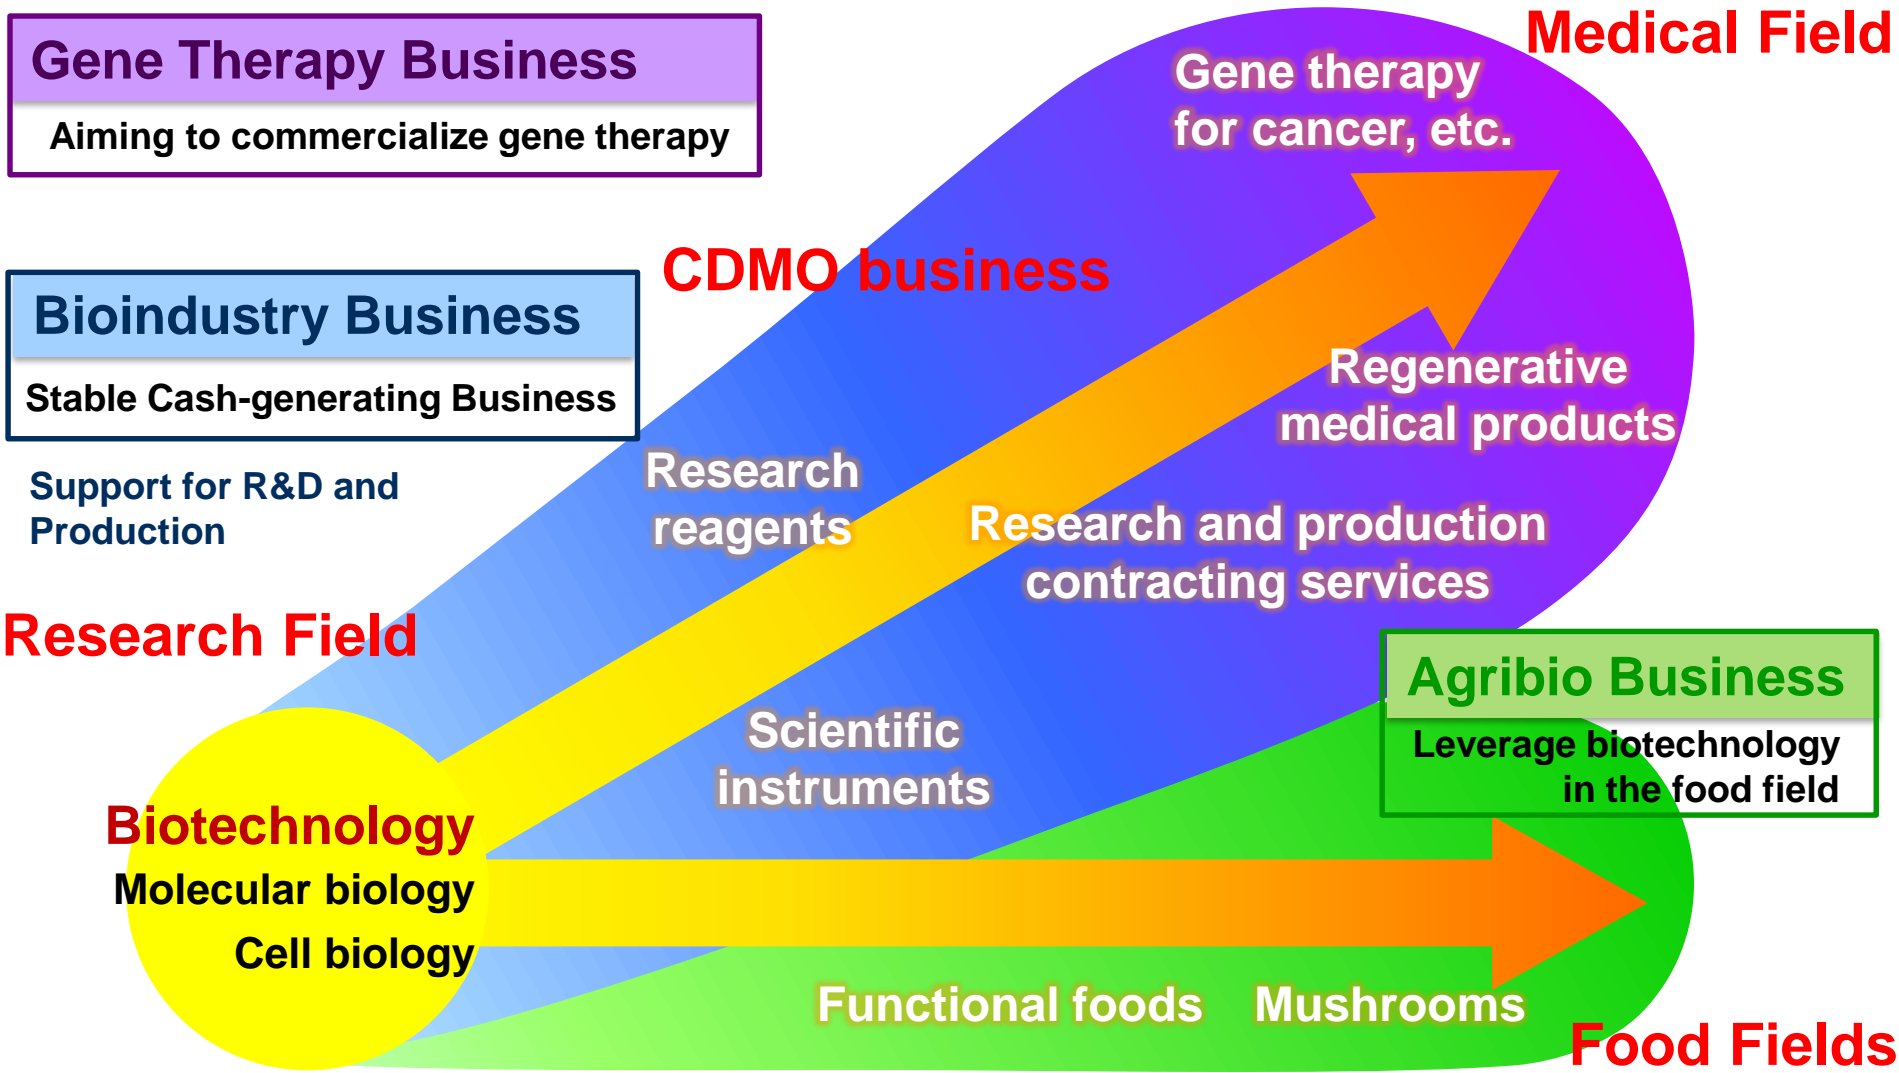 Medical Field
Gene Therapy Business
Aiming to commercialize gene therapy
Gene therapy
for cancer, etc.
CDMO business
Bioindustry Business
Stable Cash-generating Business
Support for R&D and
Production
Regenerative
medical products
Research
reagents
Research and production
contracting services
Research Field
Agribio Business
Leverage biotechnology
in the food field
Scientific
instruments
Biotechnology
Molecular biology
Cell biology
Functional foods
Mushrooms
Food Fields